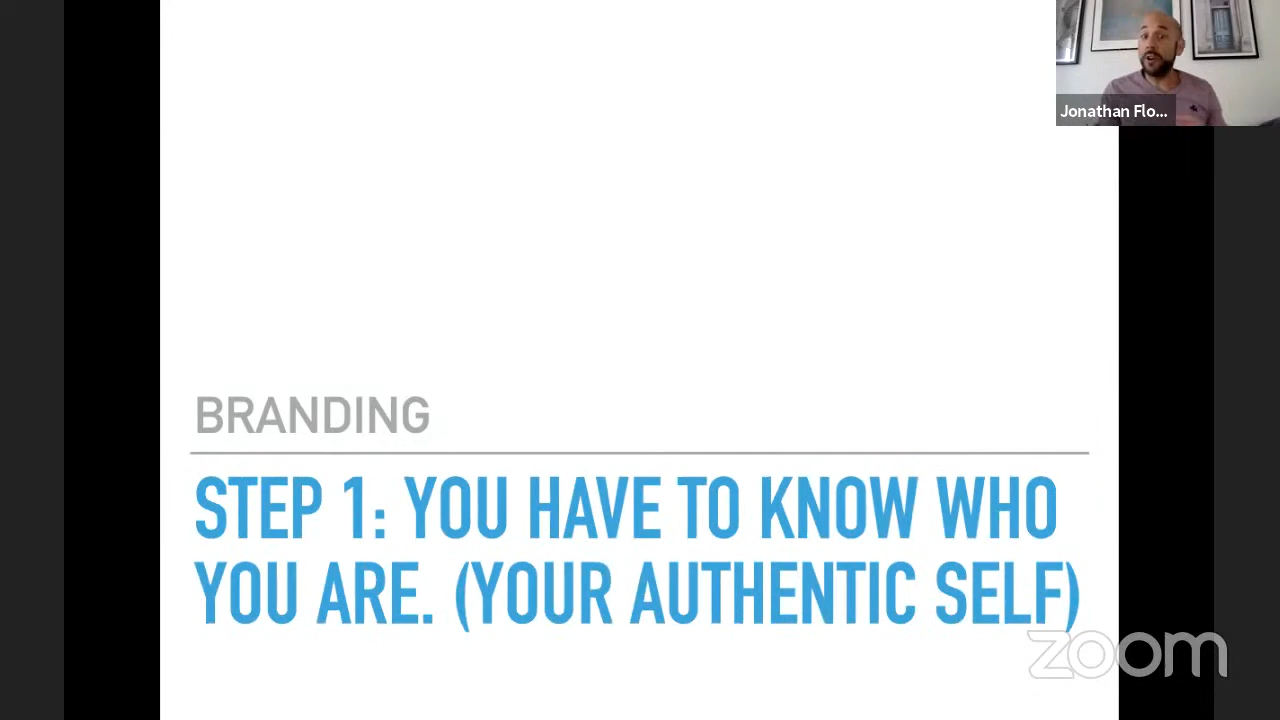 Jonathan Flo...
BRANDING
STEP 1: YOU HAVE TO KNOW WHO
YOU ARE. (YOUR AUTHENTIC SELF)
zoom